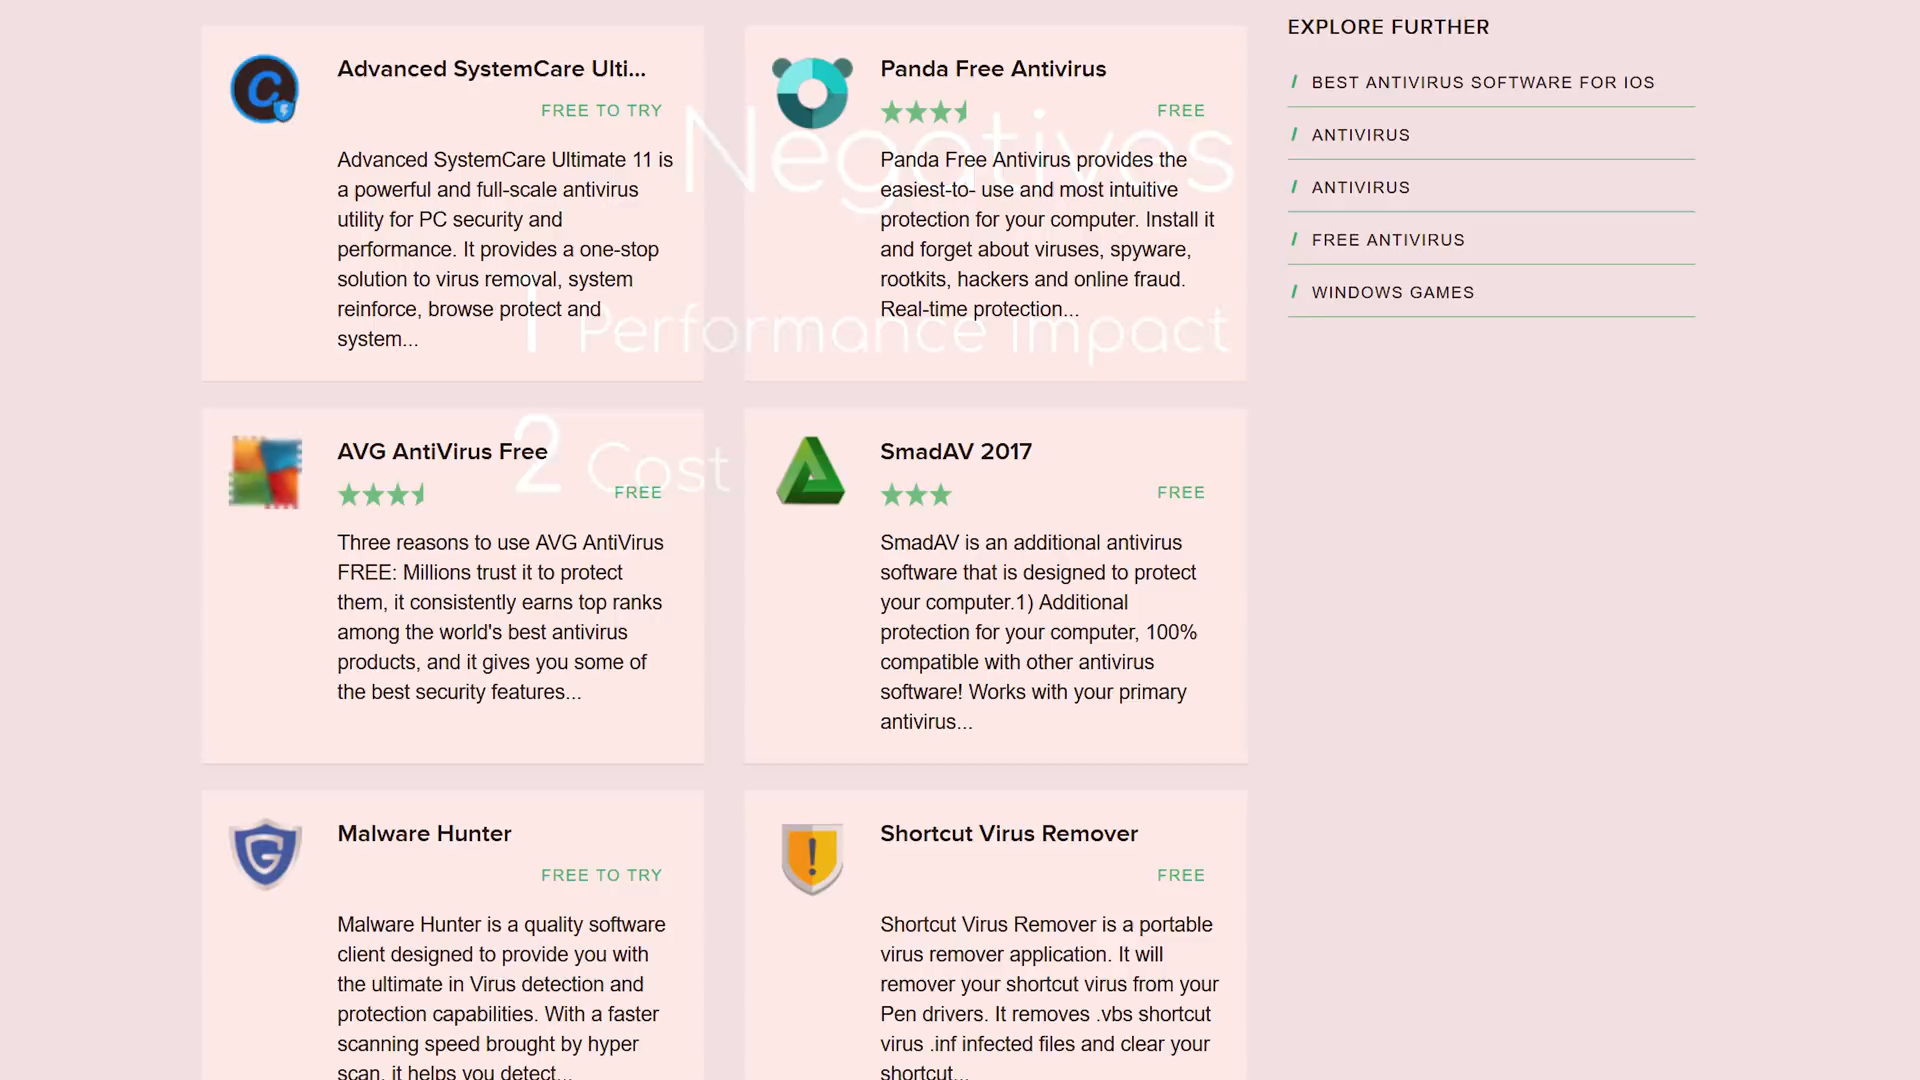 Advanced SystemCare Ulti...
FREE TO TRY
Advanced SystemCare Ultimate 11 is
a powerful and full-scale antivirus
utility for PC security and
performance. It provides a one-stop
solution to virus removal, system
reinforce, browse protect and
system...
Panda Free Antivirus
FREE
Panda Free Antivirus provides the
easiest-to- use and most intuitive
protection for your computer. Install it
and forget about viruses, spyware,
rootkits, hackers and online fraud.
Real-time protection...
Negatives
1 Performance impact
2 Cost
AVG AntiVirus Free
FREE
Three reasons to use AVG AntiVirus
FREE: Millions trust it to protect
them, it consistently earns top ranks
among the world's best antivirus
products, and it gives you some of
the best security features...
SmadAV 2017
FREE
SmadAV is an additional antivirus
software that is designed to protect
your computer.1) Additional
protection for your computer, 100%
compatible with other antivirus
software! Works with your primary
antivirus...
Malware Hunter
FREE TO TRY
Malware Hunter is a quality software
client designed to provide you with
the ultimate in Virus detection and
protection capabilities. With a faster
scanning speed brought by hyper
scan, it helps you detect...
Shortcut Virus Remover
FREE
Shortcut Virus Remover is a portable
virus remover application. It will
remover your shortcut virus from your
Pen drivers. It removes .vbs shortcut
virus .inf infected files and clear your
shortcut...
EXPLORE FURTHER
/ BEST ANTIVIRUS SOFTWARE FOR IOS
/ ANTIVIRUS
/ ANTIVIRUS
/ FREE ANTIVIRUS
/ WINDOWS GAMES